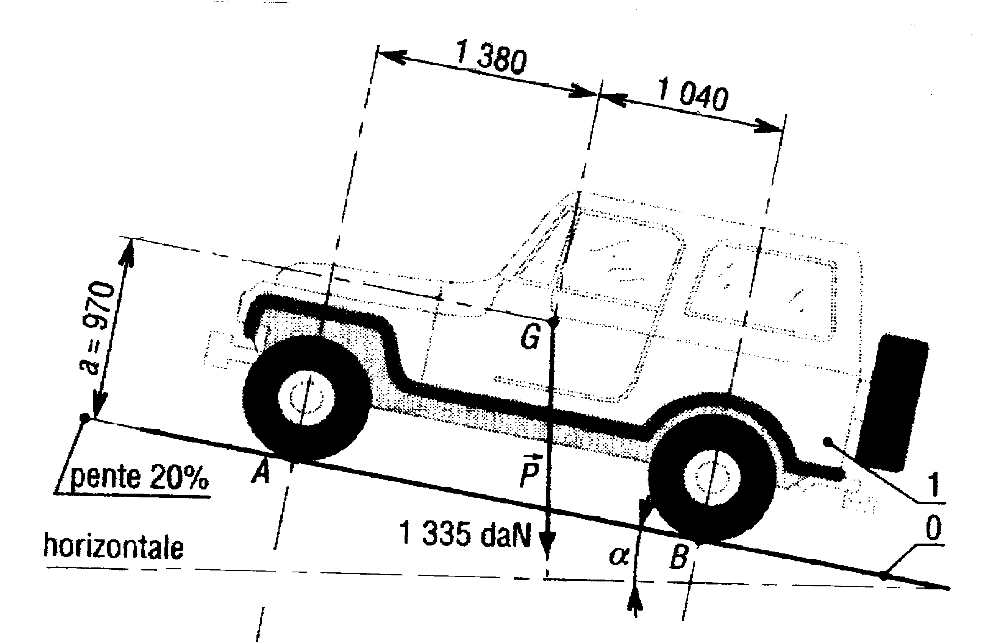 1 380
1 040
a = 970
G
pente 20%
A
P
1
1 335 daN
0
horizontale
α
B